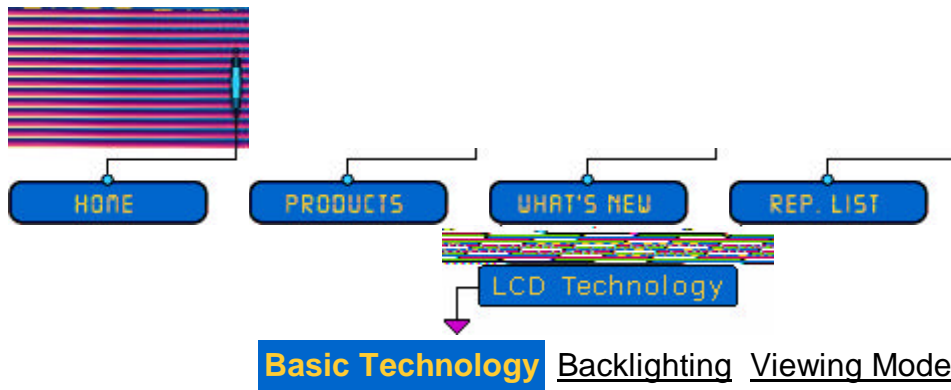 HOME PRODUCTS WHAT'S NEW REP. LIST
LCD Technology
Basic Technology Backlighting Viewing Mode